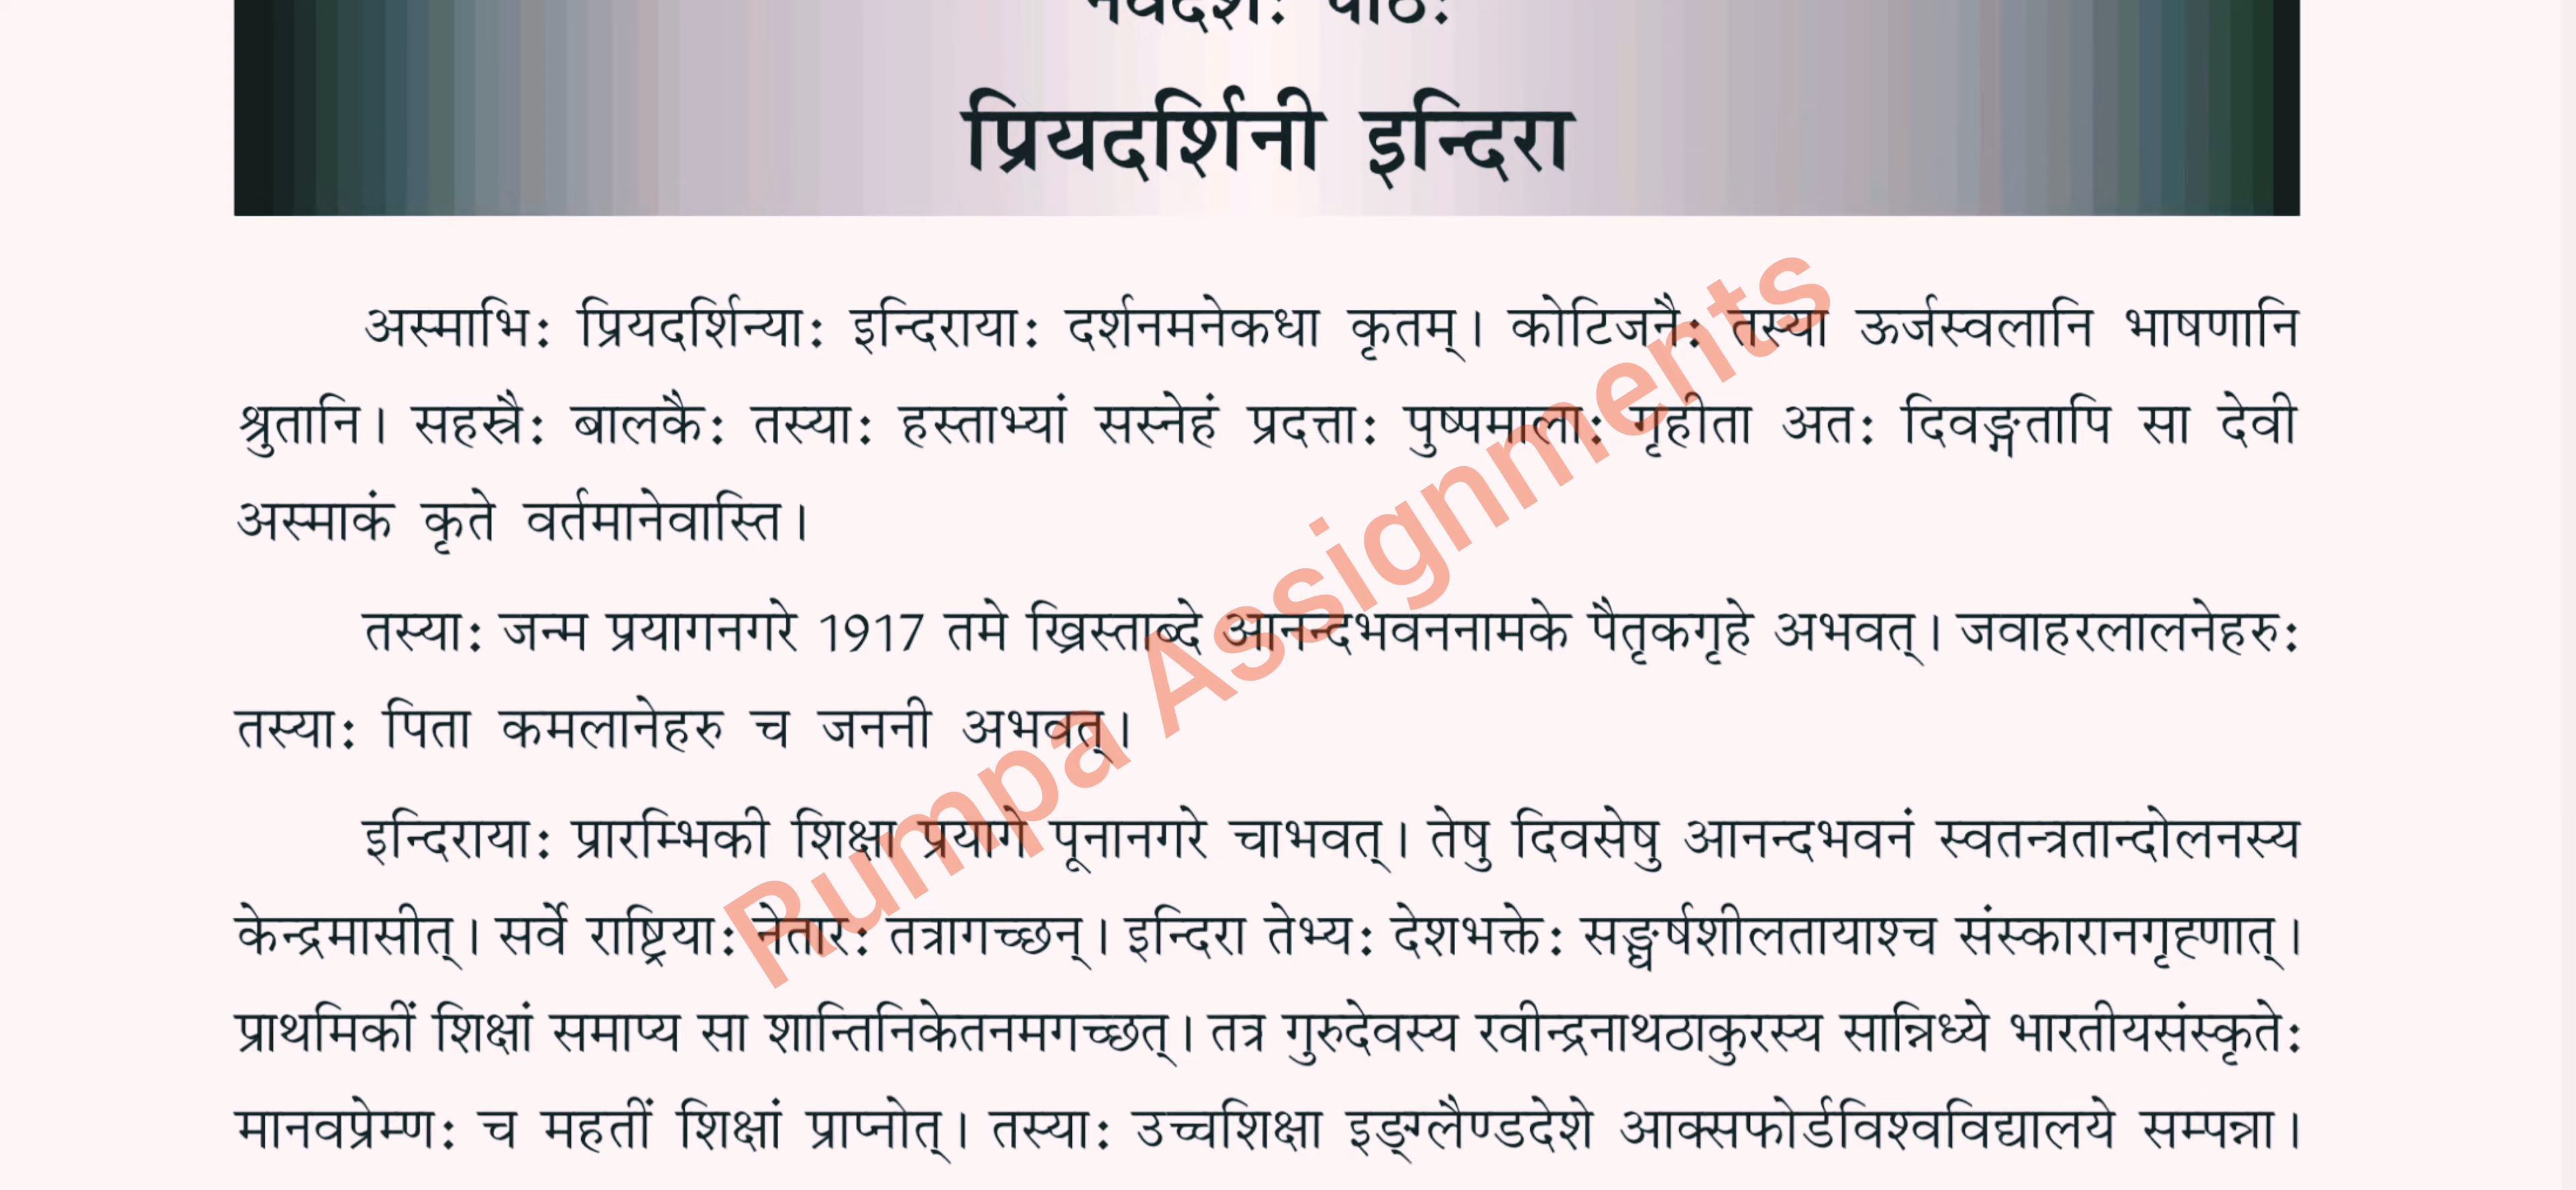 पाठः
प्रियदर्शिनी इन्दिरा
अस्माभिः प्रियदर्शिन्याः इन्दिरायाः दर्शनमनेकधा कृतम्। कोटिजनैः तस्या ऊर्जस्वलानि भाषणानि
श्रुतानि। सहस्रैः बालकैः तस्याः हस्ताभ्यां सस्नेहं प्रदत्ताः पुष्पमालाः गृहीता अतः दिवङ्गतापि सा देवी
अस्माकं कृते वर्तमानेवास्ति।
तस्याः जन्म प्रयागनगरे 1917 तमे ख्रिस्ताब्दे आनन्दभवननामके पैतृकगृहे अभवत्। जवाहरलालनेहरुः
तस्याः पिता कमलानेहरु च जननी अभवत्।
इन्दिरायाः प्रारम्भिकी शिक्षा प्रयागे पूनानगरे चाभवत्। तेषु दिवसेषु आनन्दभवनं स्वतन्त्रतान्दोलनस्य
केन्द्रमासीत्। सर्वे राष्ट्रियाः नेतारः तत्रागच्छन्। इन्दिरा तेभ्यः देशभक्तेः सङ्घर्षशीलतायाश्च संस्कारानगृह्णात्।
प्राथमिकीं शिक्षां समाप्य सा शान्तिनिकेतनमगच्छत्। तत्र गुरुदेवस्य रवीन्द्रनाथठाकुरस्य सान्निध्ये भारतीयसंस्कृतेः
मानवप्रेम्णः च महतीं शिक्षां प्राप्नोत्। तस्याः उच्चशिक्षा इङ्ग्लैण्डदेशे आक्सफोर्डविश्वविद्यालये सम्पन्ना।
Rumpa Assignments